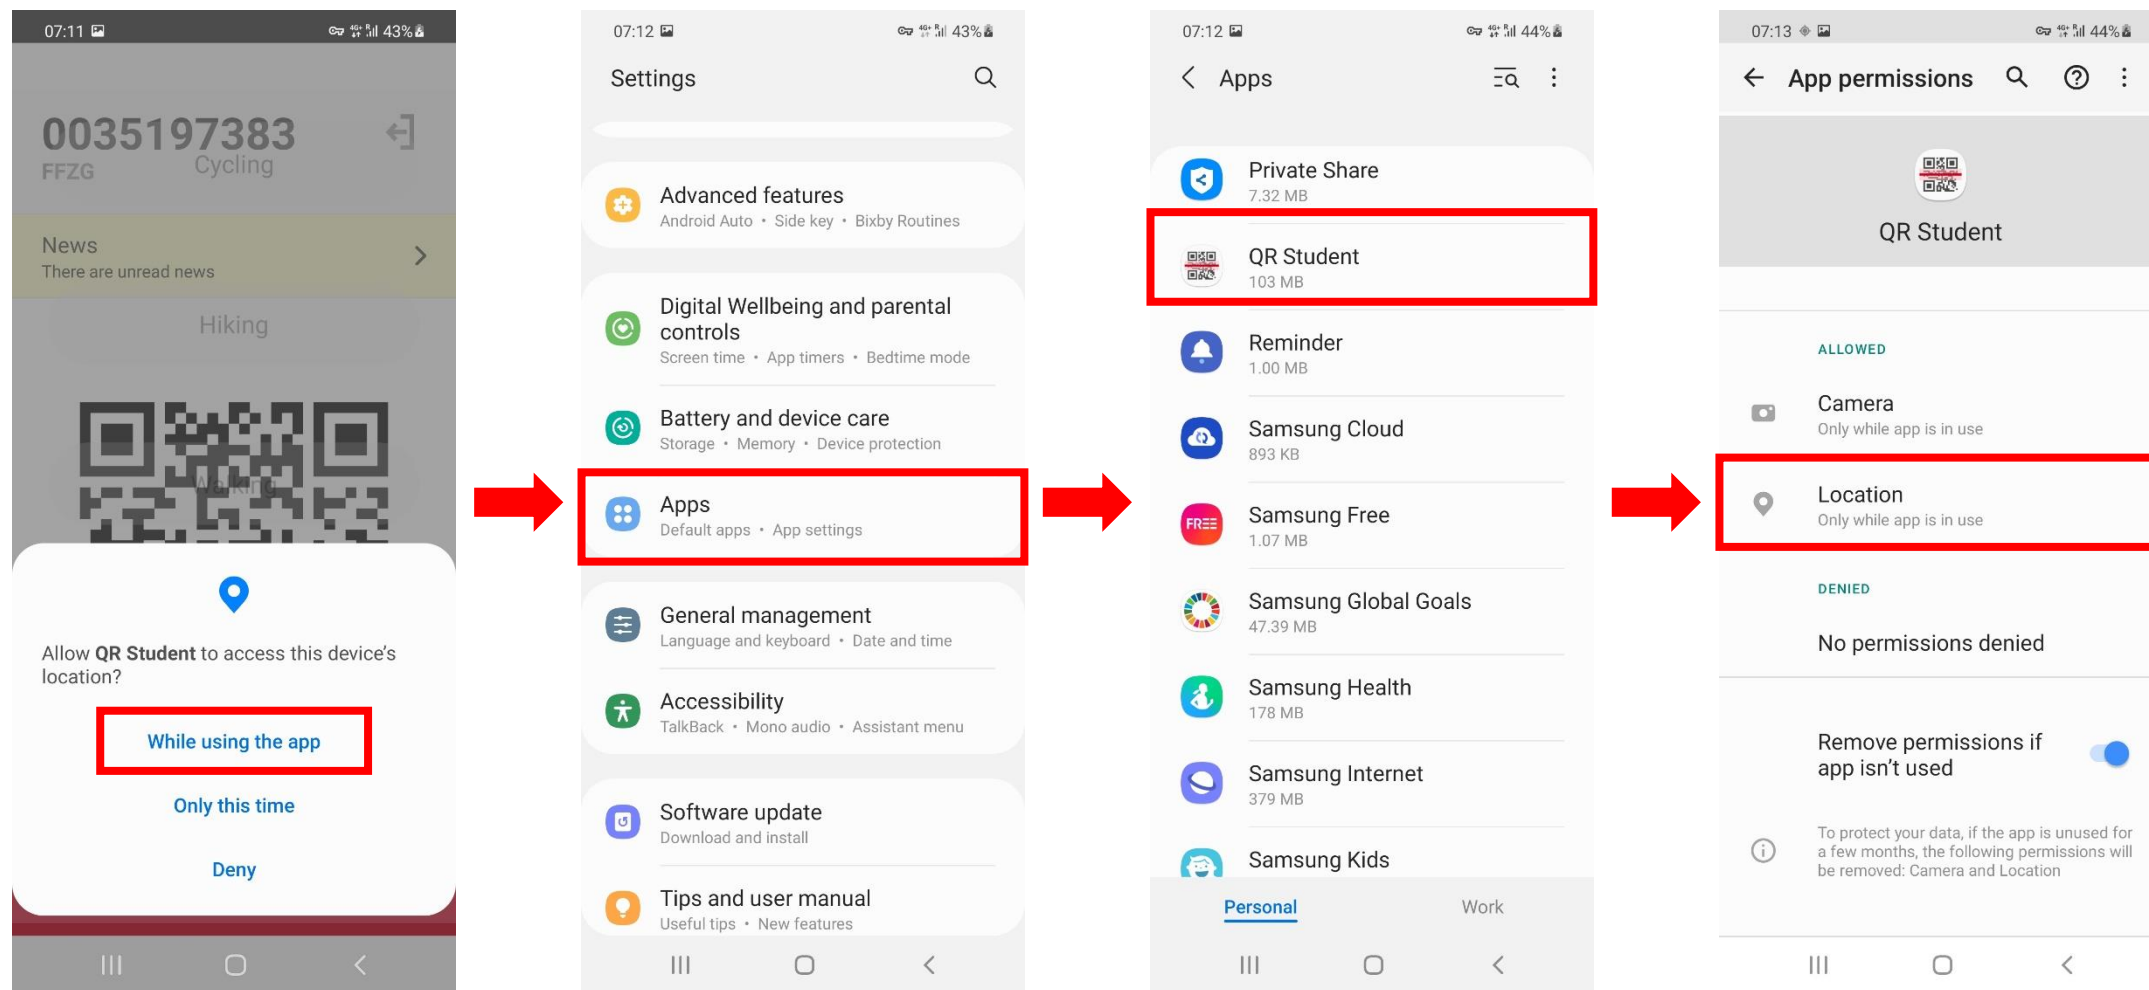 07:11
43%
0035197383
FFZG
Cycling
News
There are unread news
Hiking
Walking
Allow QR Student to access this device's
location?
While using the app
Only this time
Deny
07:12
43%
Settings
Advanced features
Android Auto • Side key • Bixby Routines
Digital Wellbeing and parental
controls
Screen time • App timers • Bedtime mode
Battery and device care
Storage • Memory • Device protection
Apps
Default apps • App settings
General management
Language and keyboard • Date and time
Accessibility
TalkBack • Mono audio • Assistant menu
Software update
Download and install
Tips and user manual
Useful tips • New features
07:12
44%
Apps
Private Share
7.32 MB
QR Student
103 MB
Reminder
1.00 MB
Samsung Cloud
893 KB
FREE
Samsung Free
1.07 MB
Samsung Global Goals
47.39 MB
Samsung Health
178 MB
Samsung Internet
379 MB
Samsung Kids
Personal
Work
07:13
44%
App permissions
QR Student
ALLOWED
Camera
Only while app is in use
Location
Only while app is in use
DENIED
No permissions denied
Remove permissions if
app isn't used
To protect your data, if the app is unused for
a few months, the following permissions will
be removed: Camera and Location